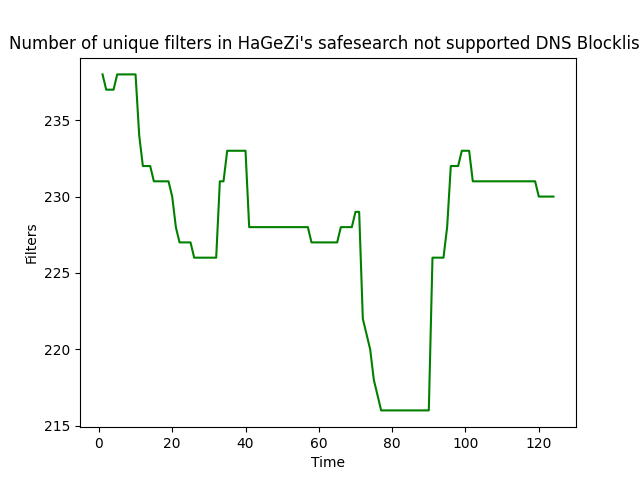 Number of unique filters in HaGeZi's safesearch not supported DNS Blocklis
235
230
225
220
215
Filters
0 20 40 60 80 100 120
Time